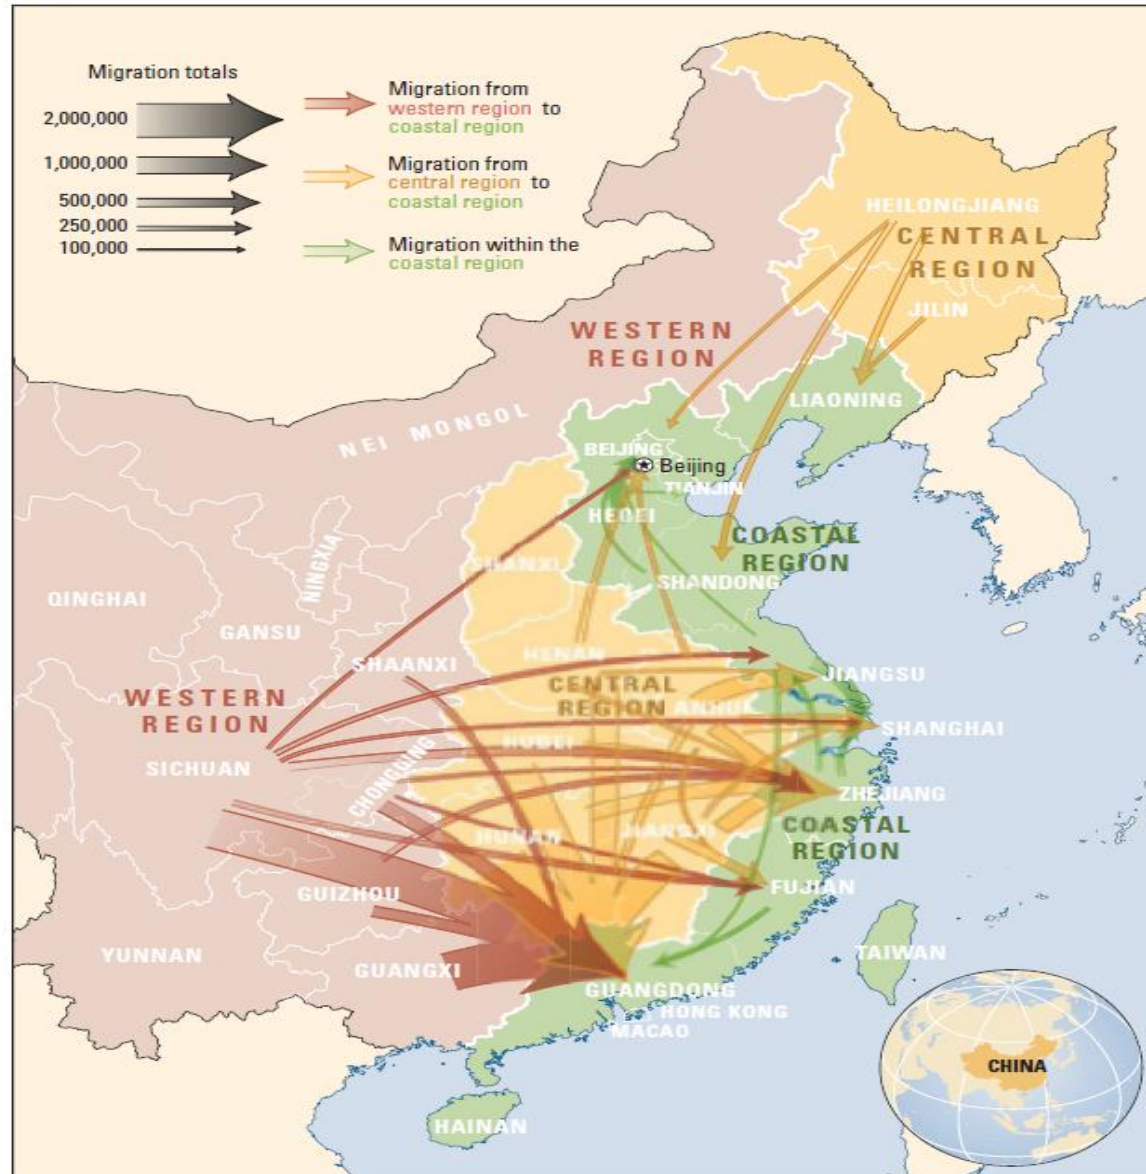 Migration totals
2,000,000
1,000,000
500,000
250,000
100,000
Migration from
western region to
coastal region
Migration from
central region to
coastal region
Migration within the
coastal region
HEILONGJIANG
CENTRAL
REGION
JILIN
WESTERN
REGION
LIAONING
NEI MONGOL
BEIJING
Beijing
TIANJIN
HEBEI
COASTAL
REGION
SHANXI
SHANDONG
NINGXIA
QINGHAI
GANSU
SHAANXI
HENAN
JIANGSU
WESTERN
REGION
CENTRAL
REGION
ANHUI
SHANGHAI
HUBEI
SICHUAN
CHONGQING
ZHEJIANG
COASTAL
REGION
HUNAN
JIANGXI
FUJIAN
GUIZHOU
YUNNAN
GUANGXI
TAIWAN
GUANGDONG
HONG KONG
MACAO
CHINA
HAINAN